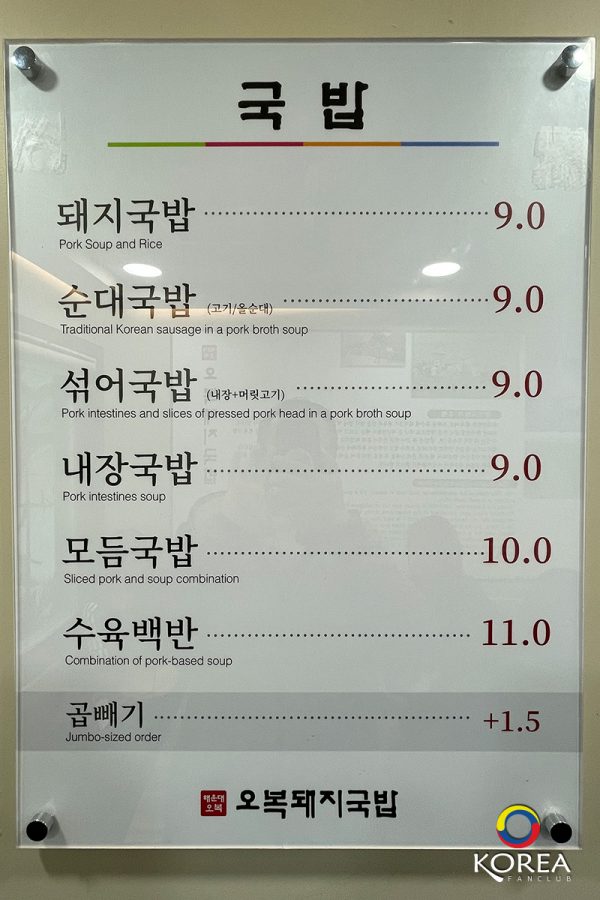 국 밥
돼지국밥 9.0
Pork Soup and Rice
순대국밥 (고기/올순대) 9.0
Traditional Korean sausage in a pork broth soup
섞어국밥 (내장+머릿고기) 9.0
Pork intestines and slices of pressed pork head in a pork broth soup
내장국밥 9.0
Pork intestines soup
모듬국밥 10.0
Sliced pork and soup combination
수육백반 11.0
Combination of pork-based soup
곱빼기 +1.5
Jumbo-sized order
해운대
오복
오복돼지국밥
KOREA
FANCLUB